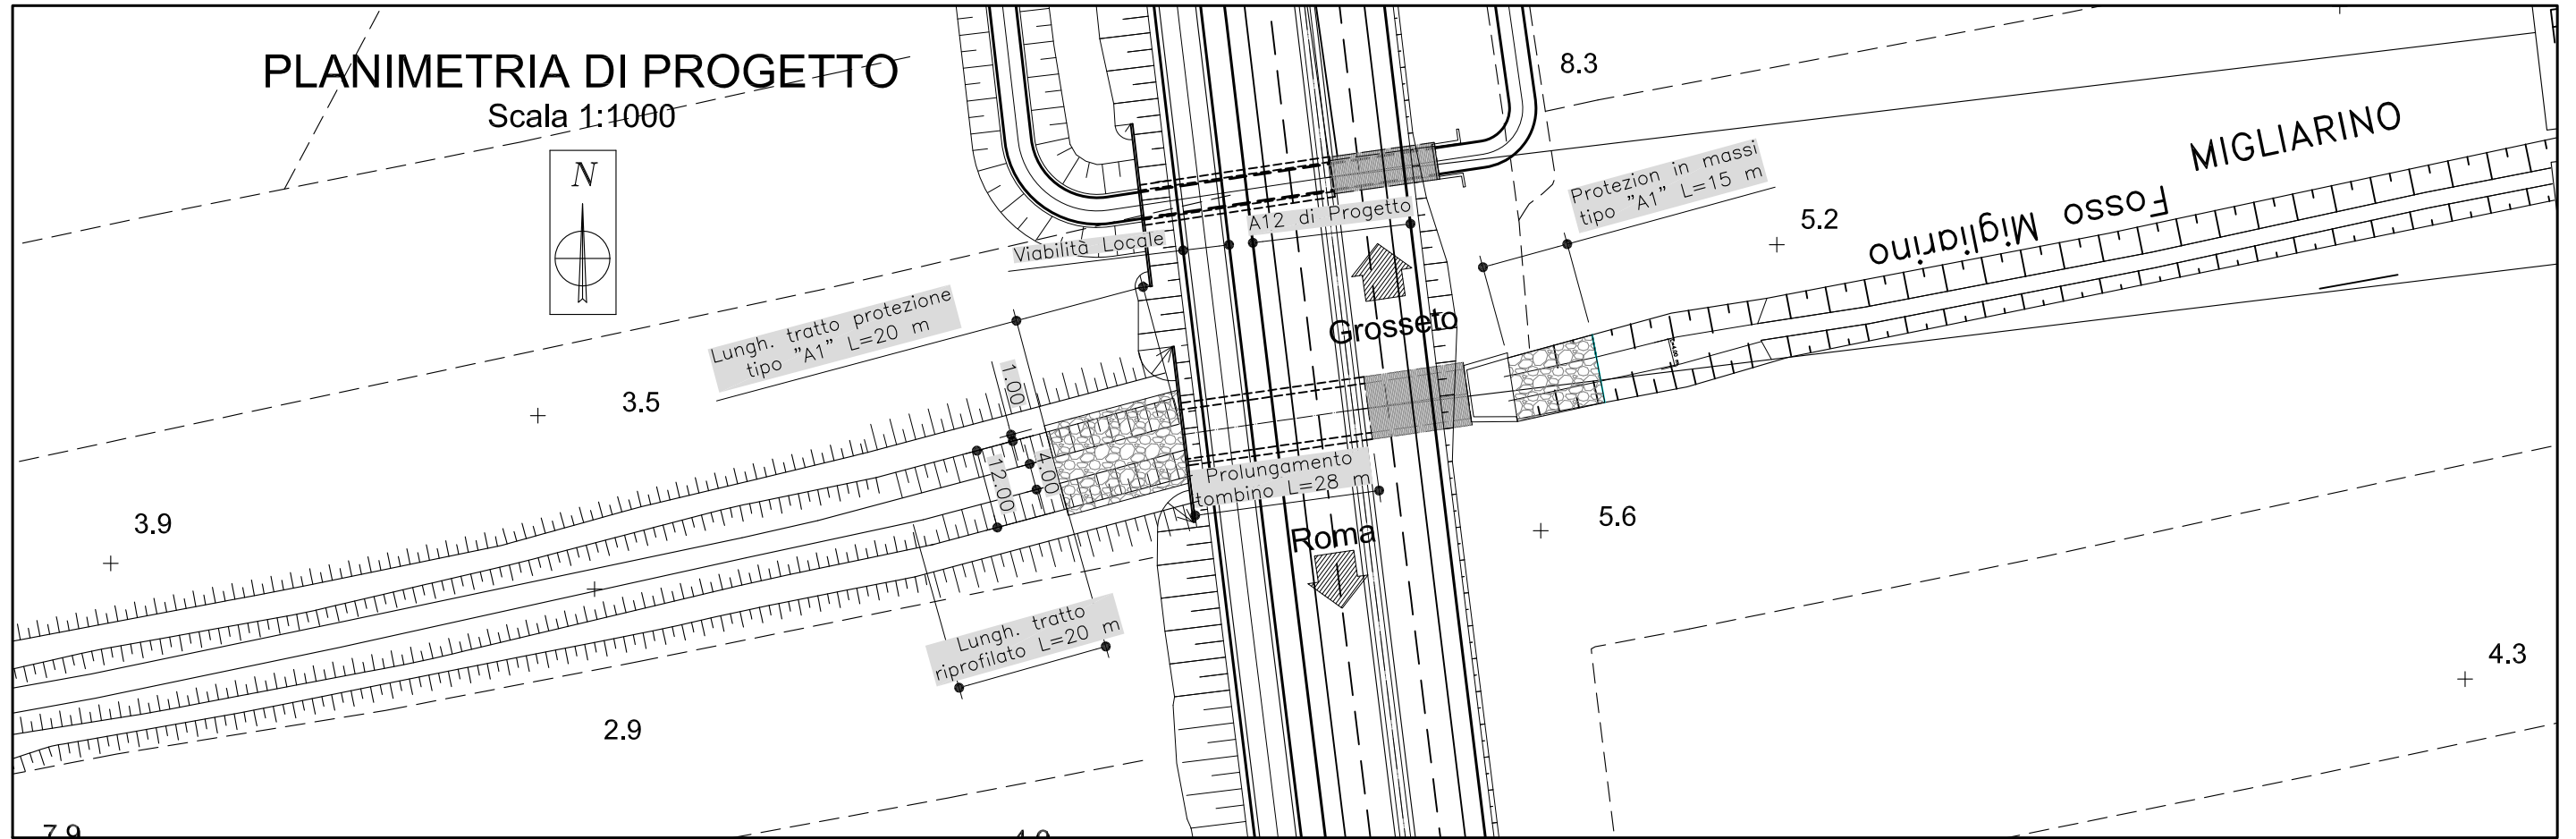 PLANIMETRIA DI PROGETTO
Scala 1:1000
N
8.3
MIGLIARINO
Fosso Migliarino
Protezion in massi
tipo "A1" L=15 m
5.2
A12 di Progetto
Viabilità Locale
Lungh. tratto protezione
tipo "A1" L=20 m
Grosseto
3.5
1.00
4.00
12.00
Prolungamento
tombino L=28 m
Roma
3.9
5.6
Lungh. tratto
riprofilato L=20 m
4.3
2.9